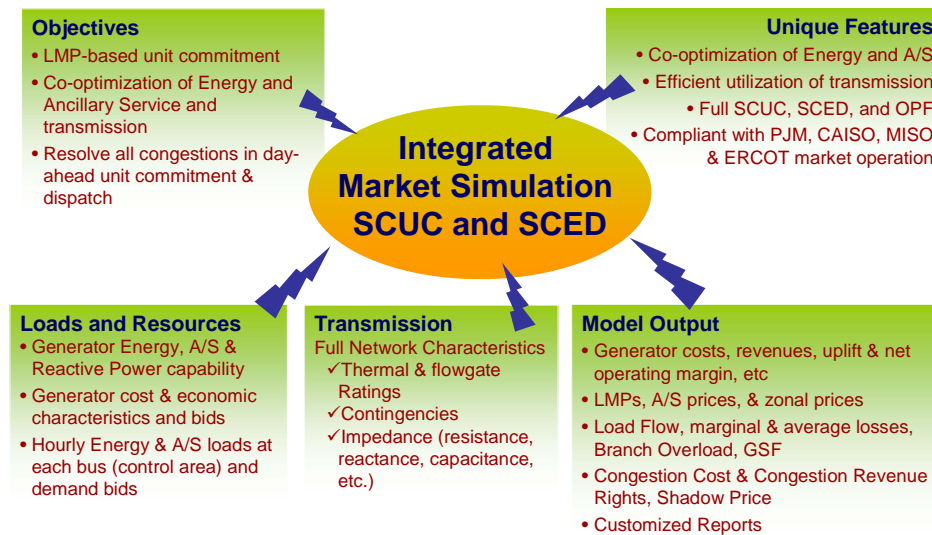 Objectives
• LMP-based unit commitment
• Co-optimization of Energy and
Ancillary Service and
transmission
• Resolve all congestions in day-
ahead unit commitment &
dispatch
Unique Features
• Co-optimization of Energy and A/S
• Efficient utilization of transmission
• Full SCUC, SCED, and OPF
• Compliant with PJM, CAISO, MISO
& ERCOT market operation
Integrated
Market Simulation
SCUC and SCED
Loads and Resources
• Generator Energy, A/S &
Reactive Power capability
• Generator cost & economic
characteristics and bids
• Hourly Energy & A/S loads at
each bus (control area) and
demand bids
Transmission
Full Network Characteristics
✓Thermal & flowgate
Ratings
✓Contingencies
✓Impedance (resistance,
reactance, capacitance,
etc.)
Model Output
• Generator costs, revenues, uplift & net
operating margin, etc
• LMPs, A/S prices, & zonal prices
• Load Flow, marginal & average losses,
Branch Overload, GSF
• Congestion Cost & Congestion Revenue
Rights, Shadow Price
• Customized Reports